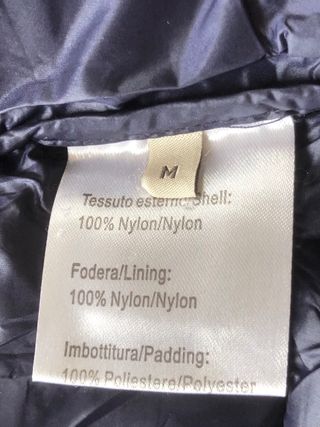 M
Tessuto esterno/Shell:
100% Nylon/Nylon
Fodera/Lining:
100% Nylon/Nylon
Imbottitura/Padding:
100% Poliestere/Polyester